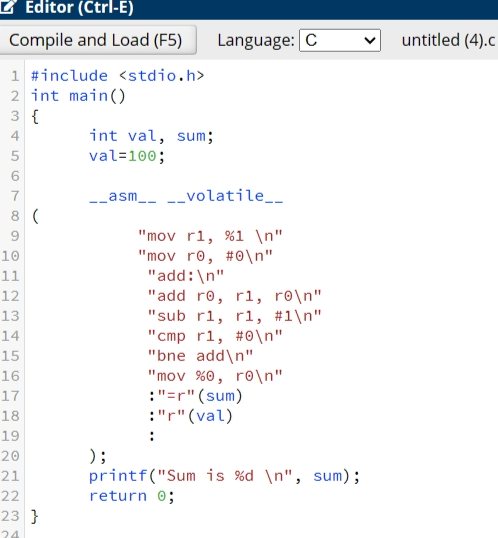 Editor (Ctrl-E)
Compile and Load (F5) Language: C untitled (4).c
1 #include <stdio.h>
2 int main()
3 {
4 int val, sum;
5 val=100;
6
7 __asm__ __volatile__
8 (
9 "mov r1, %1 \n"
10 "mov r0, #0\n"
11 "add:\n"
12 "add r0, r1, r0\n"
13 "sub r1, r1, #1\n"
14 "cmp r1, #0\n"
15 "bne add\n"
16 "mov %0, r0\n"
17 :"=r"(sum)
18 :"r"(val)
19 :
20 );
21 printf("Sum is %d \n", sum);
22 return 0;
23 }
24